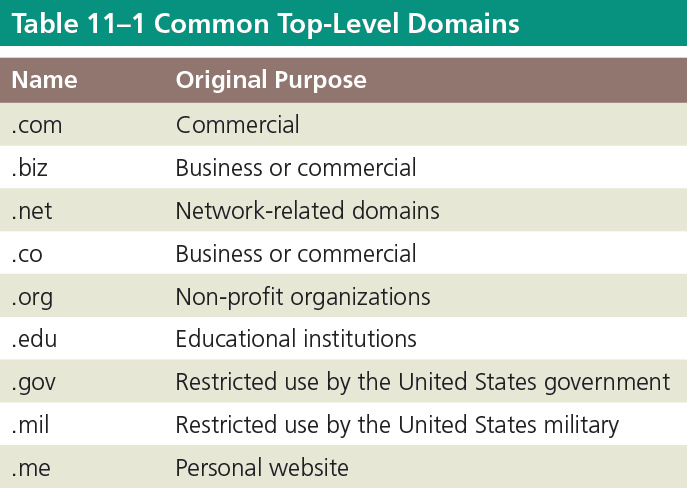 Table 11–1 Common Top-Level Domains
Name Original Purpose
.com Commercial
.biz Business or commercial
.net Network-related domains
.co Business or commercial
.org Non-profit organizations
.edu Educational institutions
.gov Restricted use by the United States government
.mil Restricted use by the United States military
.me Personal website